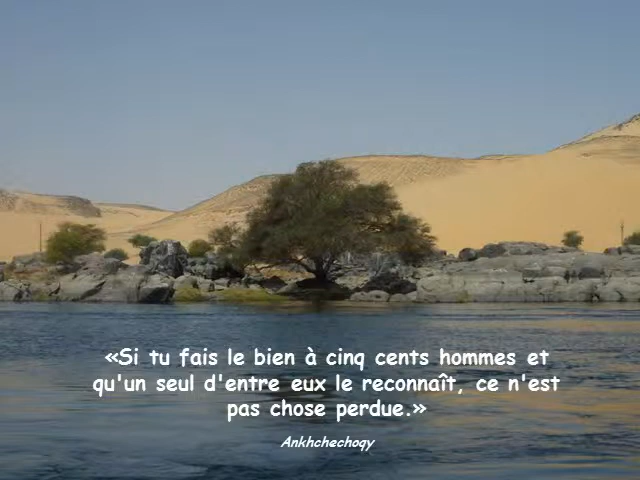 «Si tu fais le bien à cinq cents hommes et
qu'un seul d'entre eux le reconnaît, ce n'est
pas chose perdue.»
Ankhchechoqy